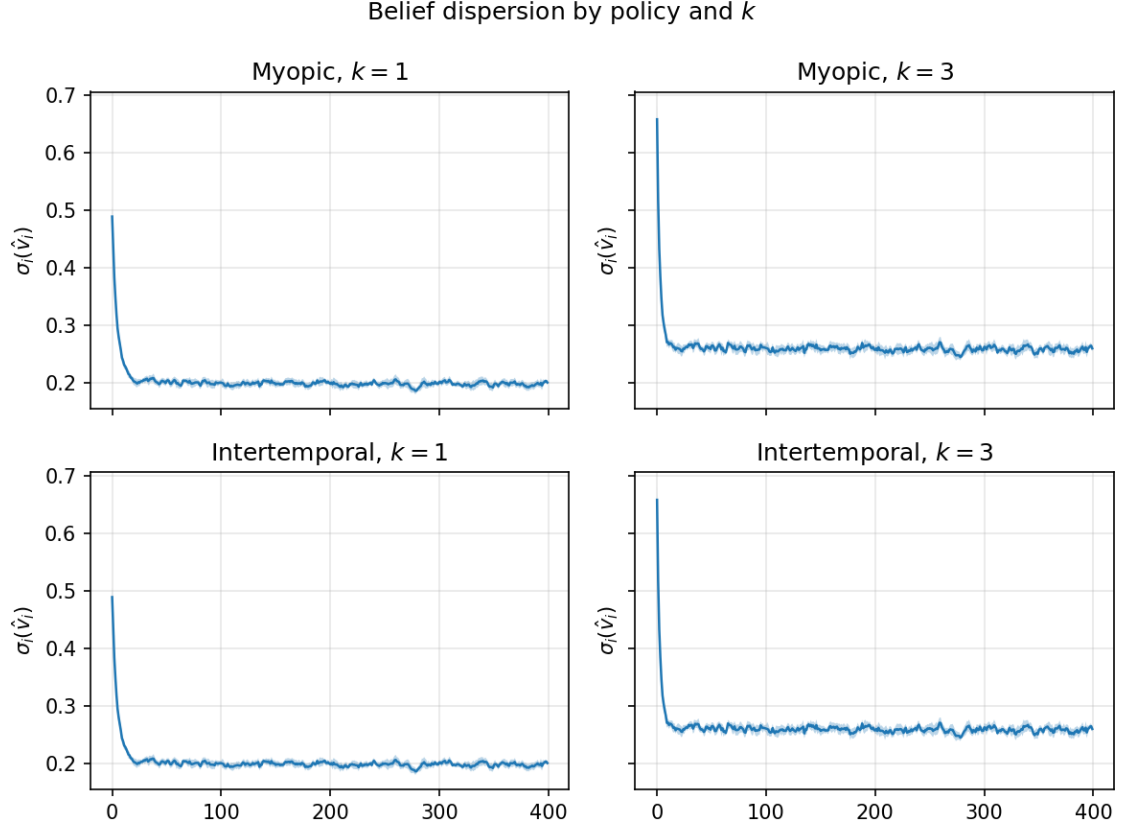 Belief dispersion by policy and k
Myopic, k = 1
0.7
0.6
0.5
0.4
0.3
0.2
σᵢ(v̂ᵢ)
Myopic, k = 3
σᵢ(v̂ᵢ)
Intertemporal, k = 1
0.7
0.6
0.5
0.4
0.3
0.2
σᵢ(v̂ᵢ)
0 100 200 300 400
Intertemporal, k = 3
σᵢ(v̂ᵢ)
0 100 200 300 400